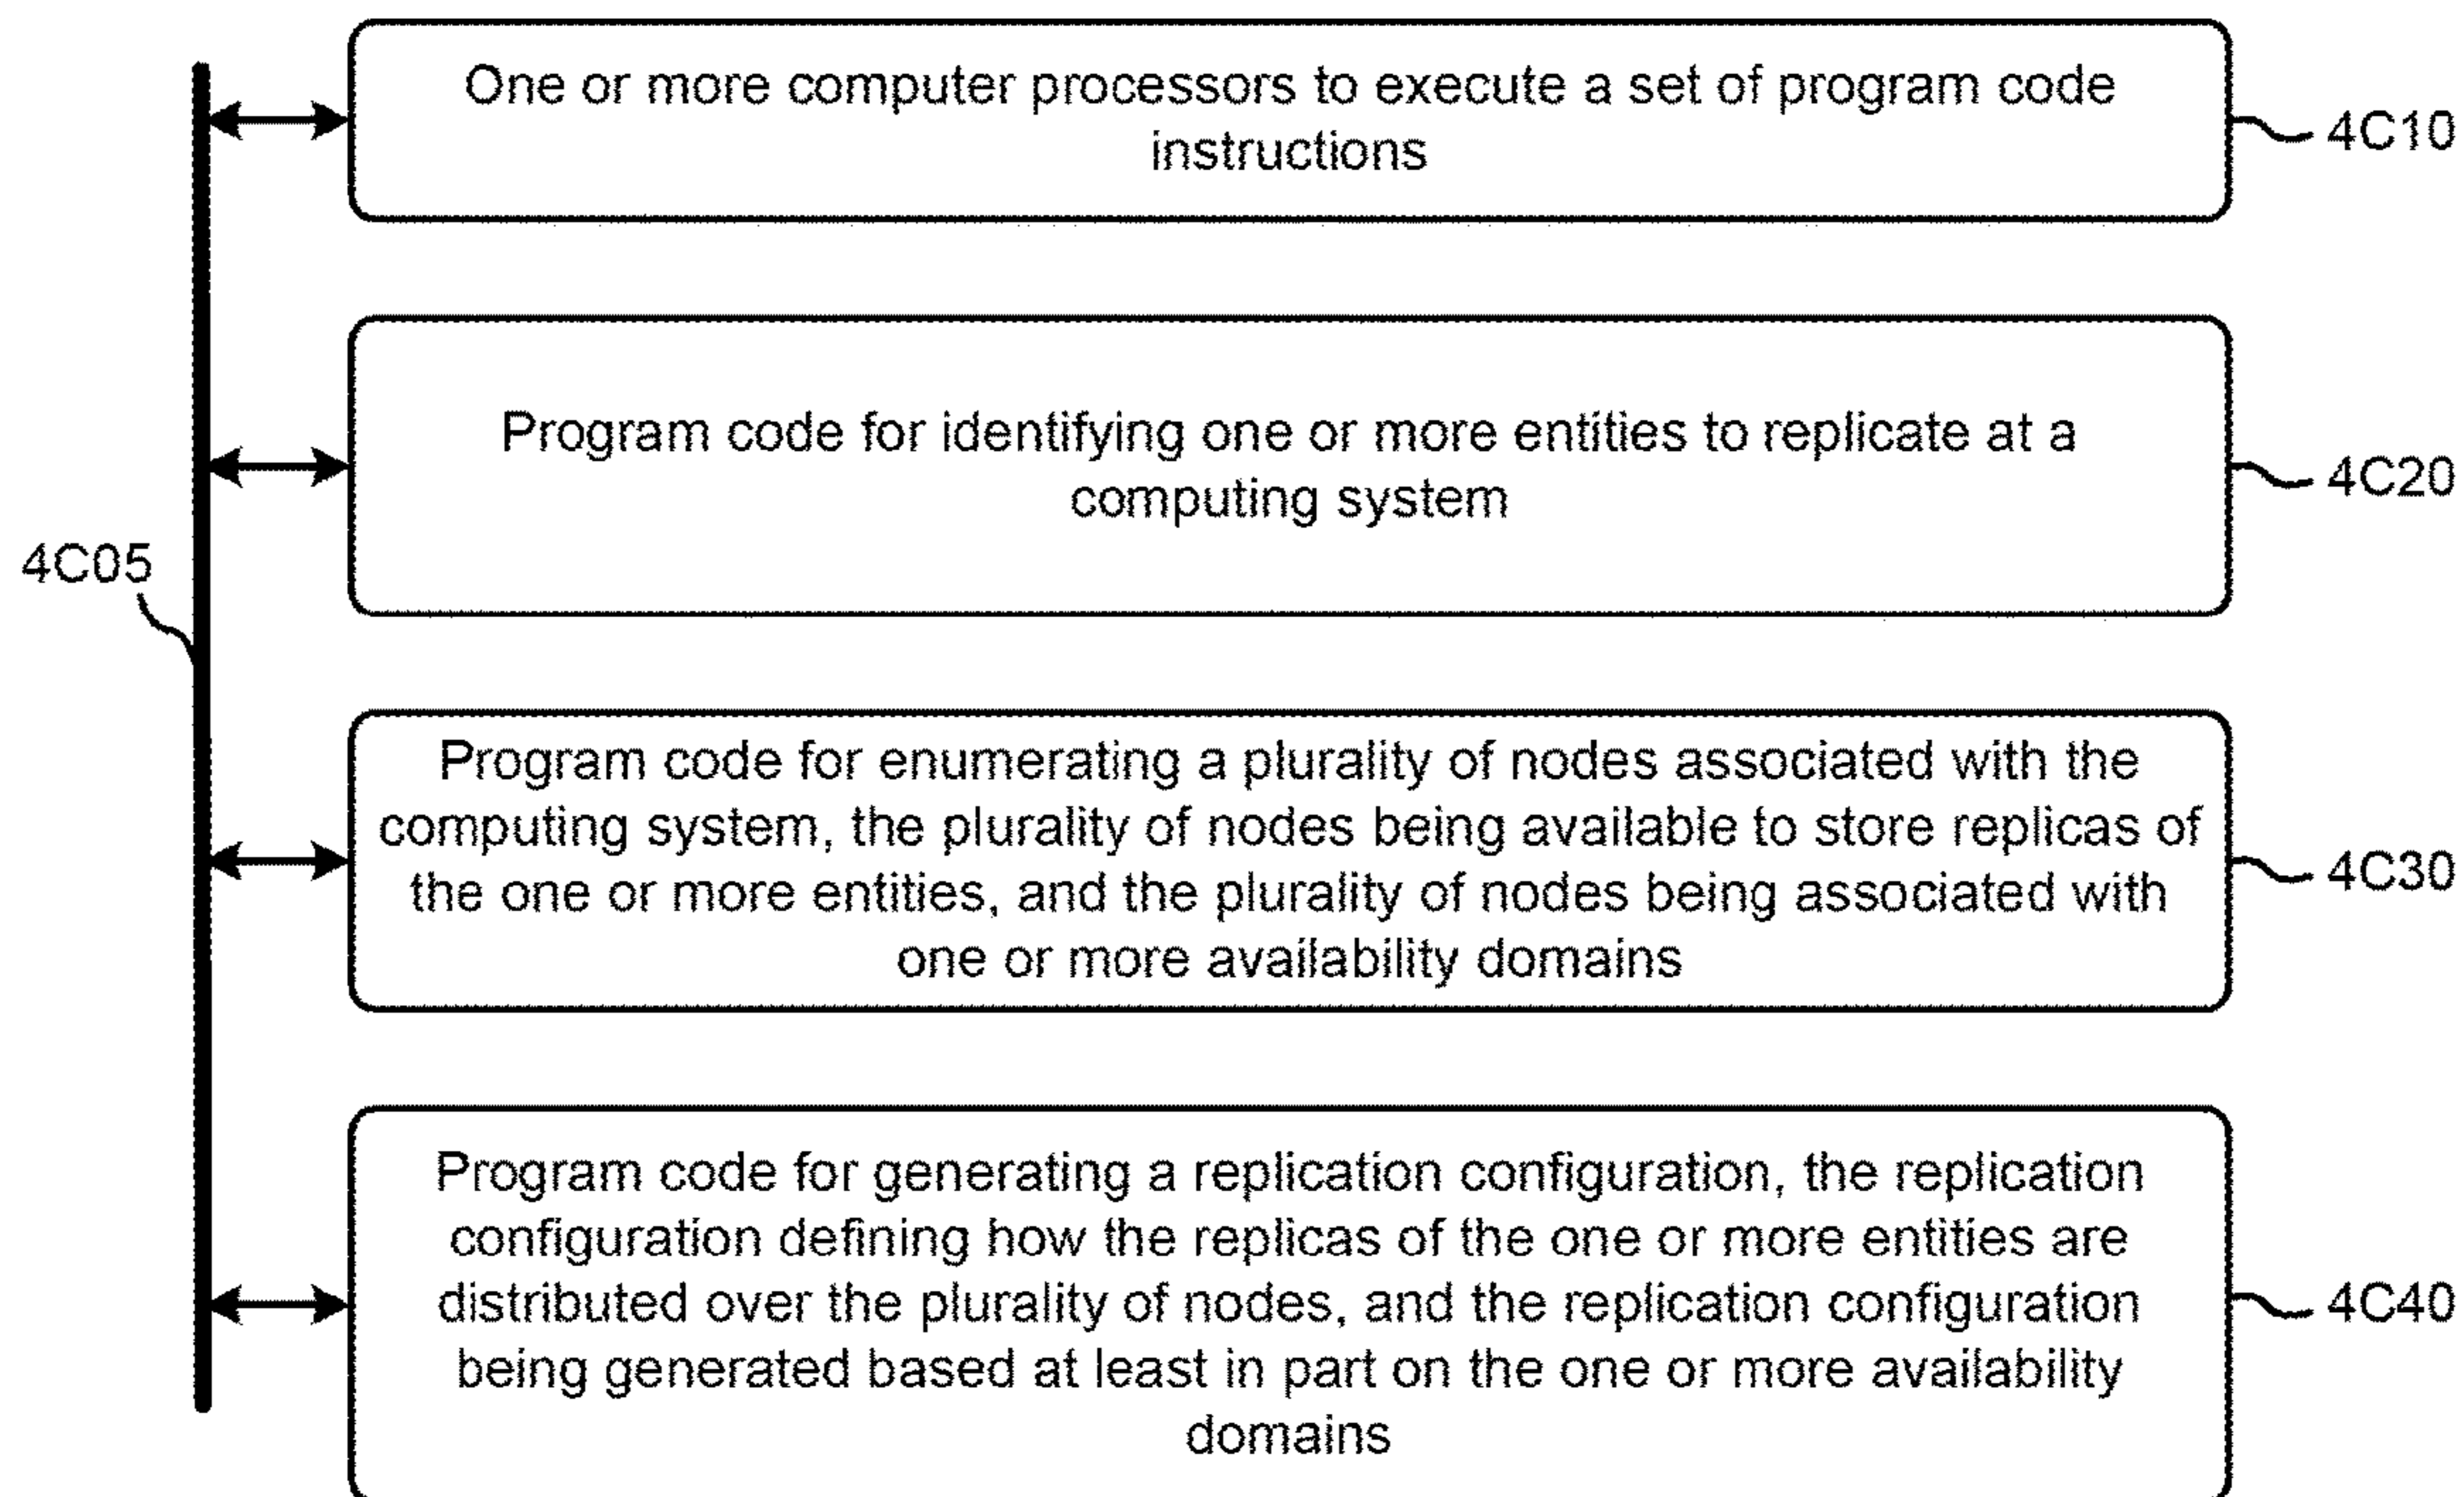 One or more computer processors to execute a set of program code
instructions
4C10
Program code for identifying one or more entities to replicate at a
computing system
4C20
4C05
Program code for enumerating a plurality of nodes associated with the
computing system, the plurality of nodes being available to store replicas of
the one or more entities, and the plurality of nodes being associated with
one or more availability domains
4C30
Program code for generating a replication configuration, the replication
configuration defining how the replicas of the one or more entities are
distributed over the plurality of nodes, and the replication configuration
being generated based at least in part on the one or more availability
domains
4C40